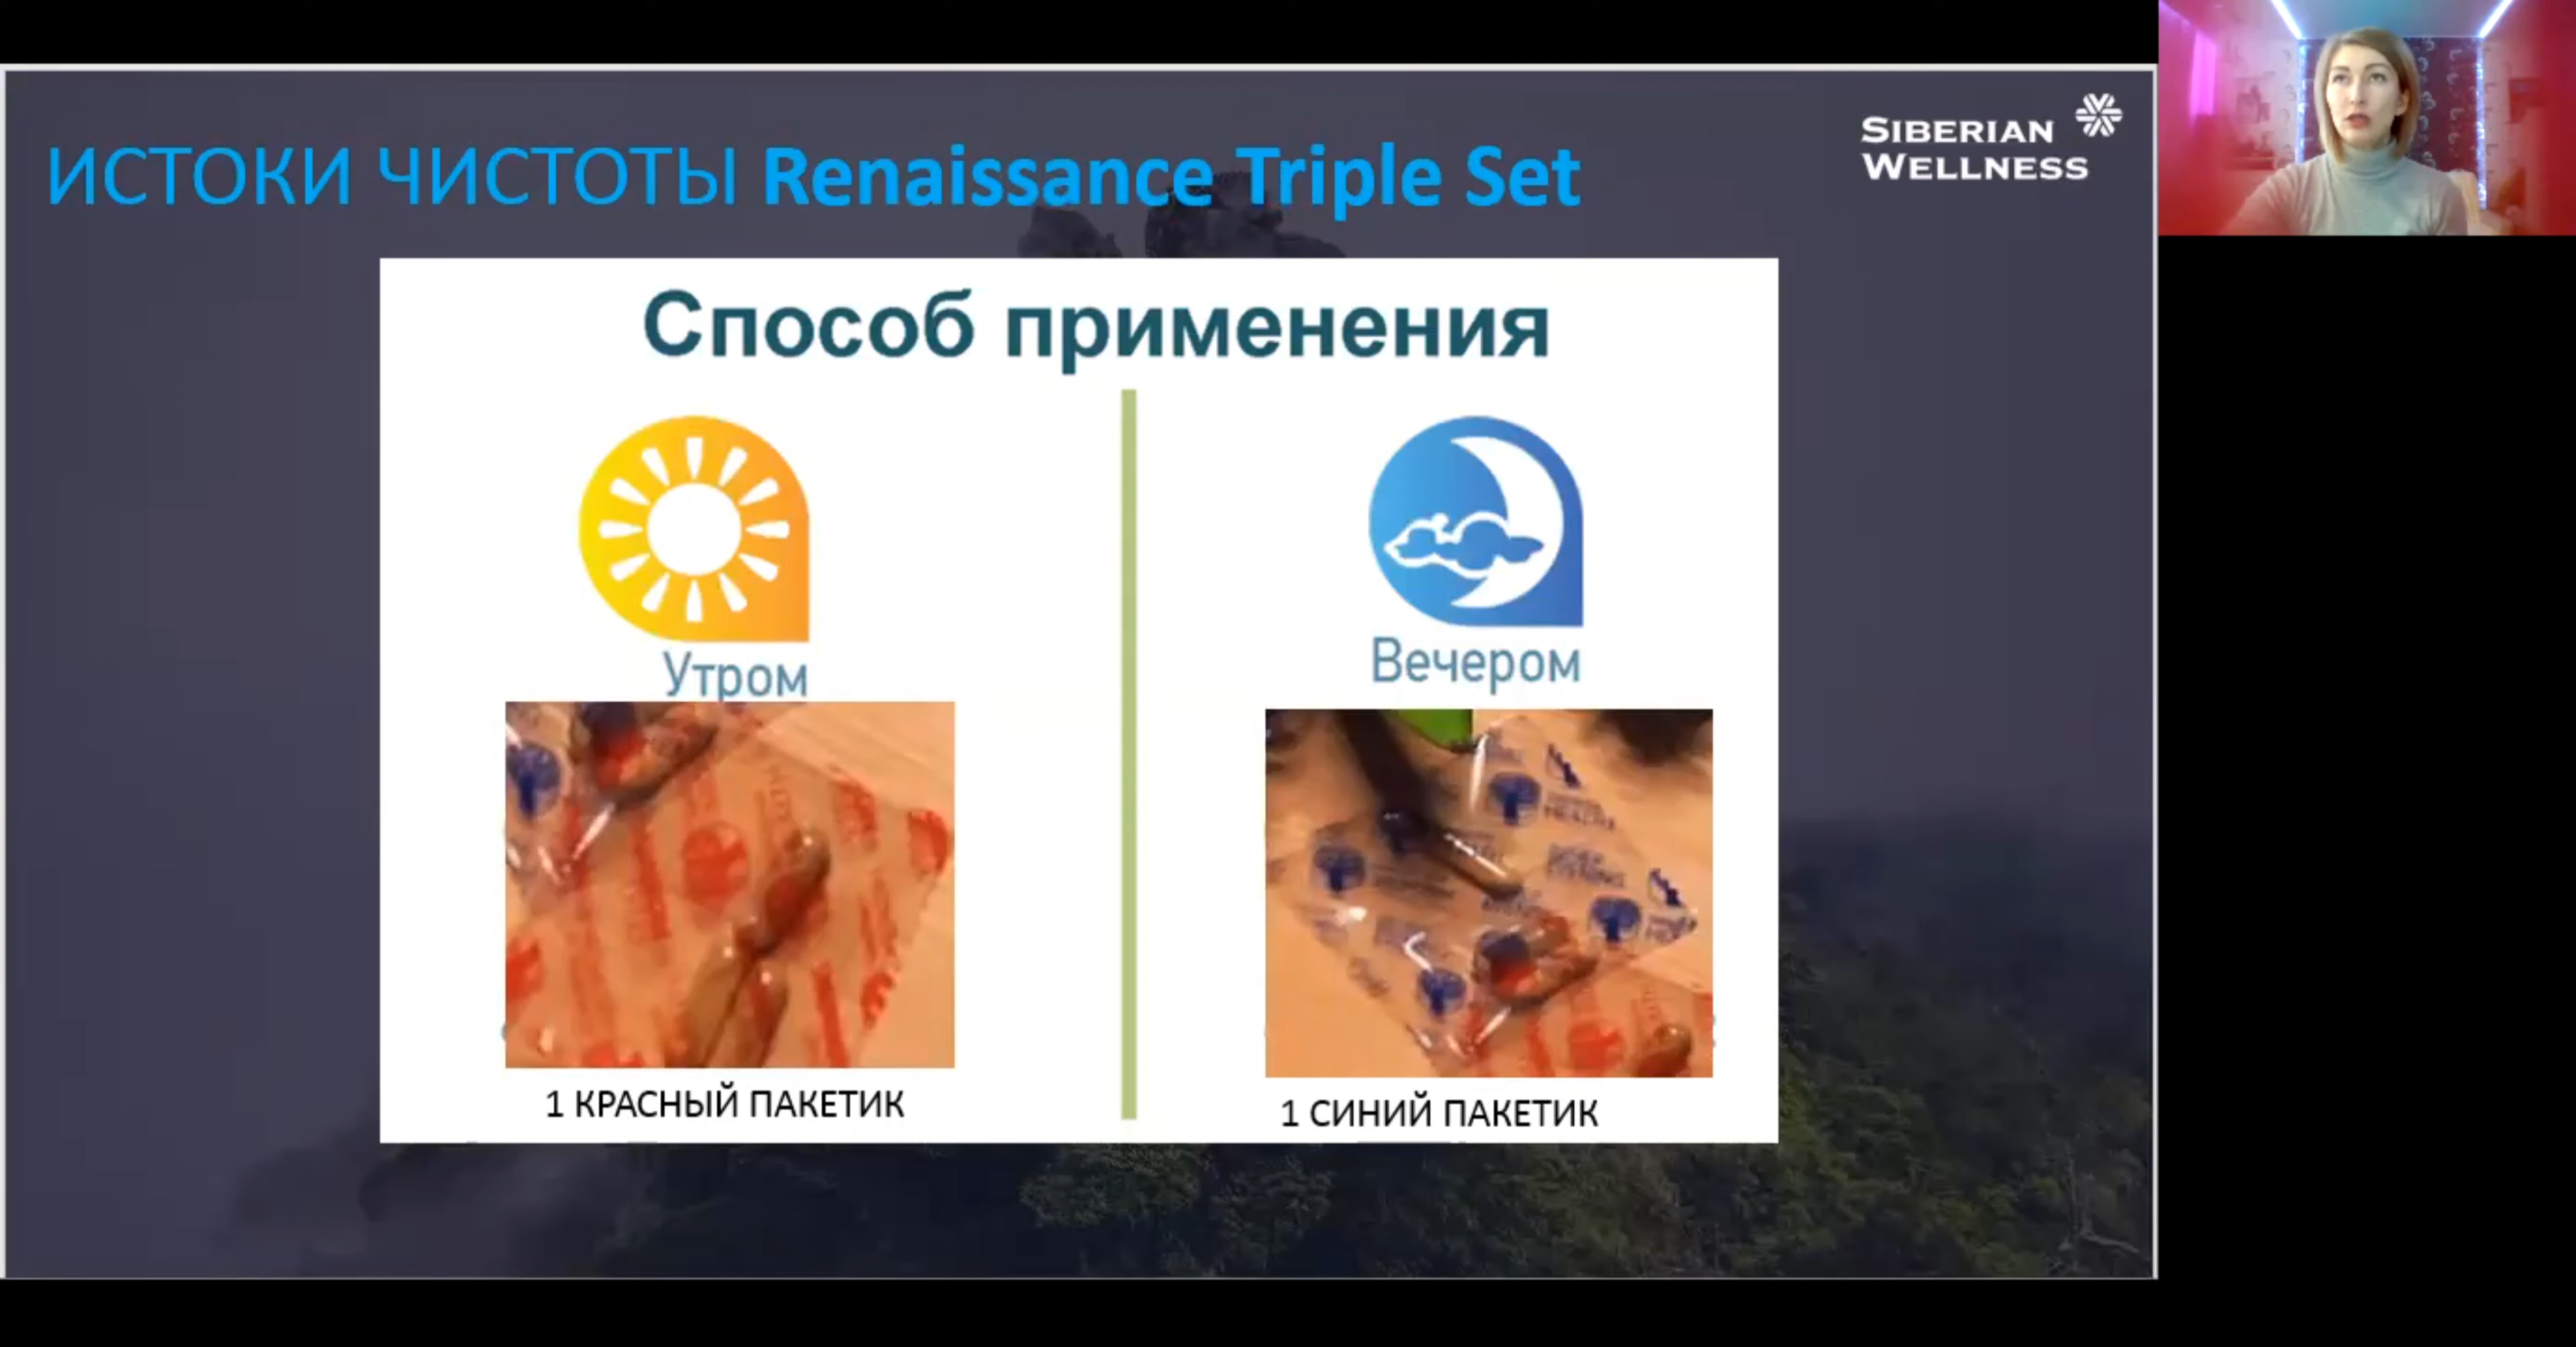 ИСТОКИ ЧИСТОТЫ Renaissance Triple Set
SIBERIAN
WELLNESS
Способ применения
Утром
Вечером
1 КРАСНЫЙ ПАКЕТИК
1 СИНИЙ ПАКЕТИК